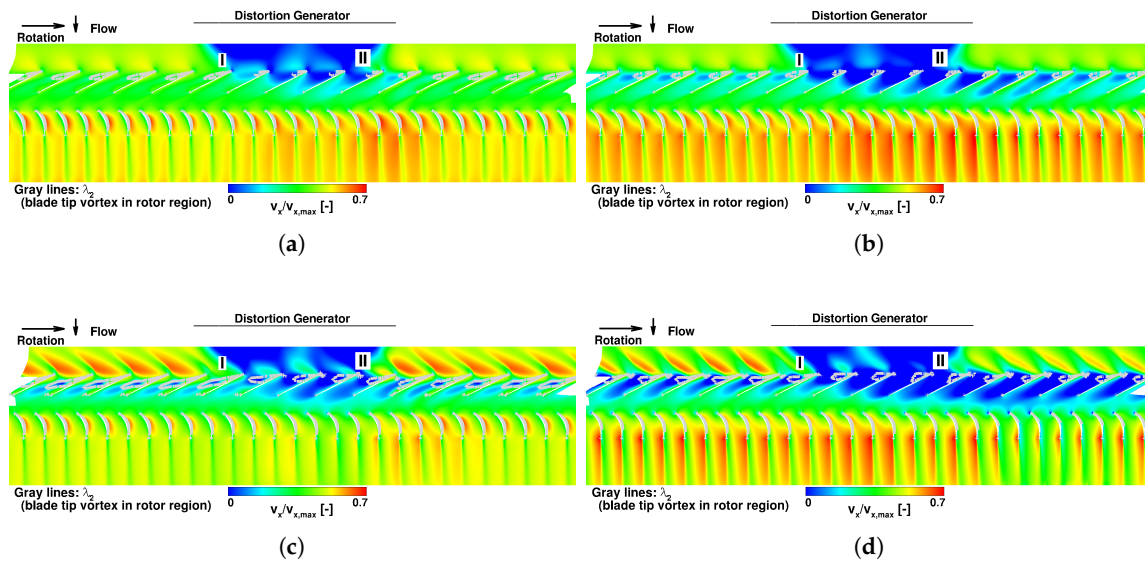 Distortion Generator
Flow
Rotation
I
II
Gray lines: λ2
(blade tip vortex in rotor region)
0
0.7
vx/vx,max [-]
(a)
Distortion Generator
Flow
Rotation
I
II
Gray lines: λ2
(blade tip vortex in rotor region)
0
0.7
vx/vx,max [-]
(b)
Distortion Generator
Flow
Rotation
I
II
Gray lines: λ2
(blade tip vortex in rotor region)
0
0.7
vx/vx,max [-]
(c)
Distortion Generator
Flow
Rotation
I
II
Gray lines: λ2
(blade tip vortex in rotor region)
0
0.7
vx/vx,max [-]
(d)